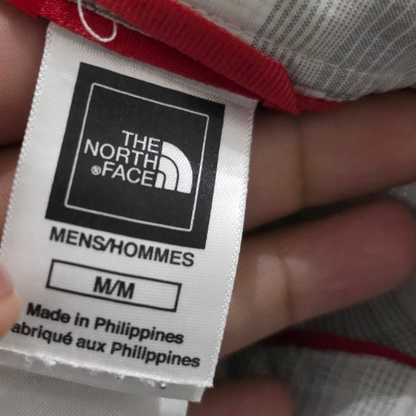 THE
NORTH
®FACE
MENS/HOMMES
M/M
Made in Philippines
abriqué aux Philippines